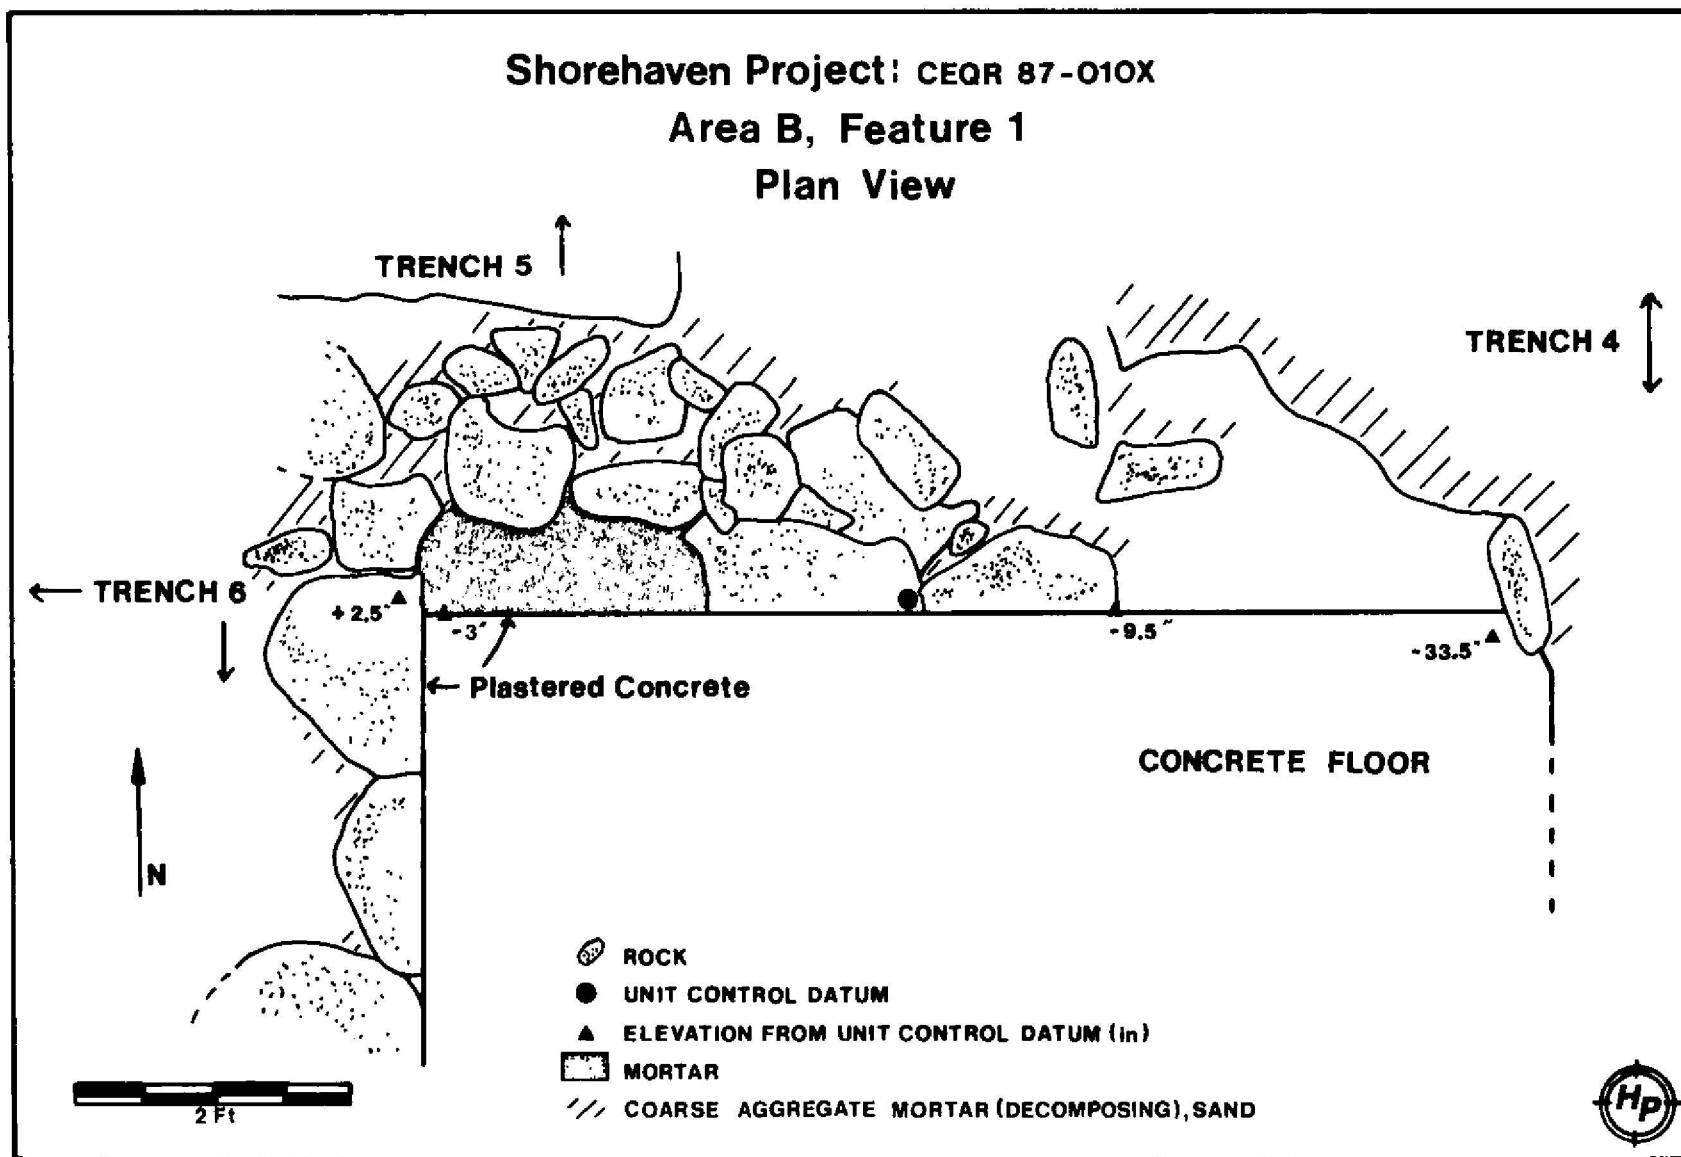 Shorehaven Project: CEQR 87-010X
Area B, Feature 1
Plan View
TRENCH 5
TRENCH 4
TRENCH 6
+2.5"
-3"
-9.5"
-33.5"
Plastered Concrete
CONCRETE FLOOR
N
ROCK
UNIT CONTROL DATUM
ELEVATION FROM UNIT CONTROL DATUM (in)
MORTAR
COARSE AGGREGATE MORTAR (DECOMPOSING), SAND
2 Ft
HP